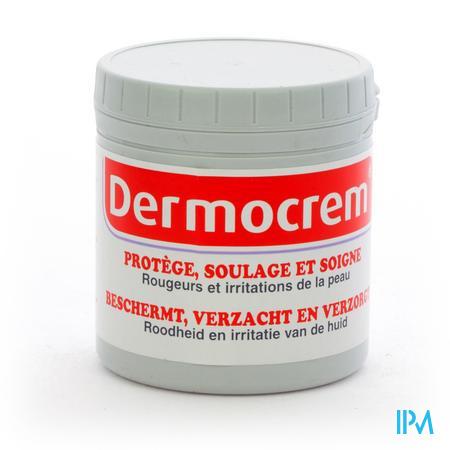 Dermocrem
PROTÈGE, SOULAGE ET SOIGNE
Rougeurs et irritations de la peau
BESCHERMT, VERZACHT EN VERZORGT
Roodheid en irritatie van de huid
IPM